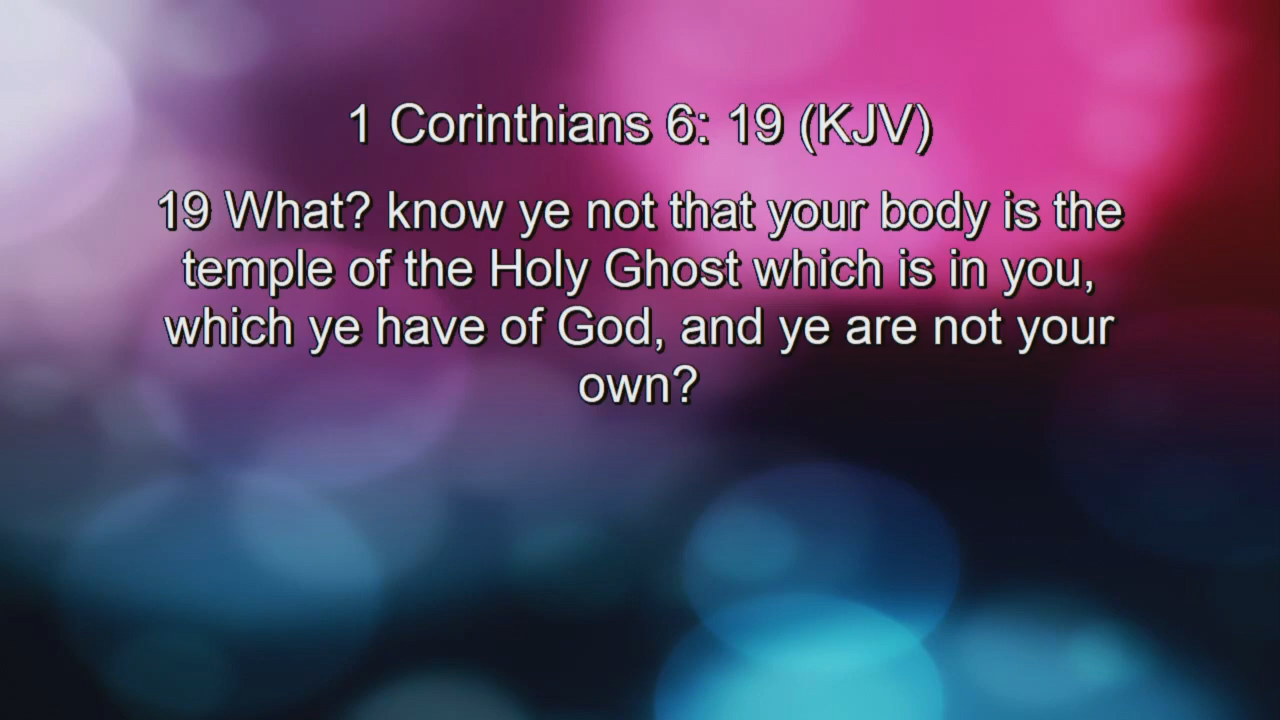 1 Corinthians 6: 19 (KJV)
19 What? know ye not that your body is the
temple of the Holy Ghost which is in you,
which ye have of God, and ye are not your
own?